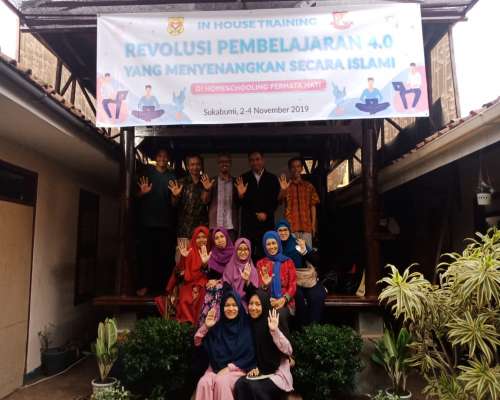 IN HOUSE TRAINING
REVOLUSI PEMBELAJARAN 4.0
YANG MENYENANGKAN SECARA ISLAMI
DI HOMESCHOOLING PERMATA HATI
Sukabumi, 2-4 November 2019